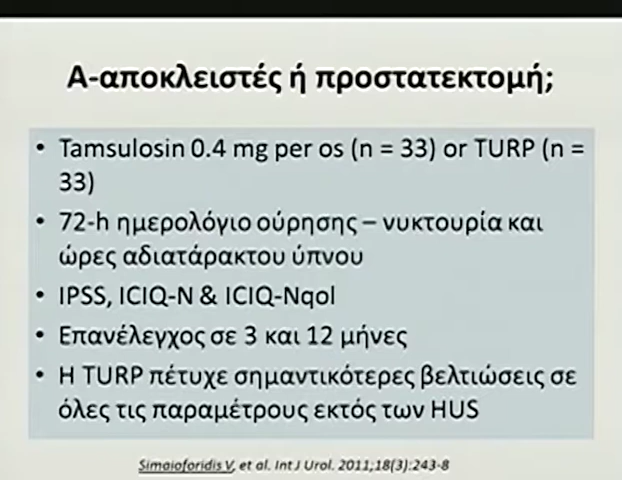 Α-αποκλειστές ή προστατεκτομή;
• Tamsulosin 0.4 mg per os (n = 33) or TURP (n =
33)
• 72-h ημερολόγιο ούρησης – νυκτουρία και
ώρες αδιατάρακτου ύπνου
• IPSS, ICIQ-N & ICIQ-Nqol
• Επανέλεγχος σε 3 και 12 μήνες
• Η TURP πέτυχε σημαντικότερες βελτιώσεις σε
όλες τις παραμέτρους εκτός των HUS
Simaioforidis V, et al. Int J Urol. 2011;18(3):243-8